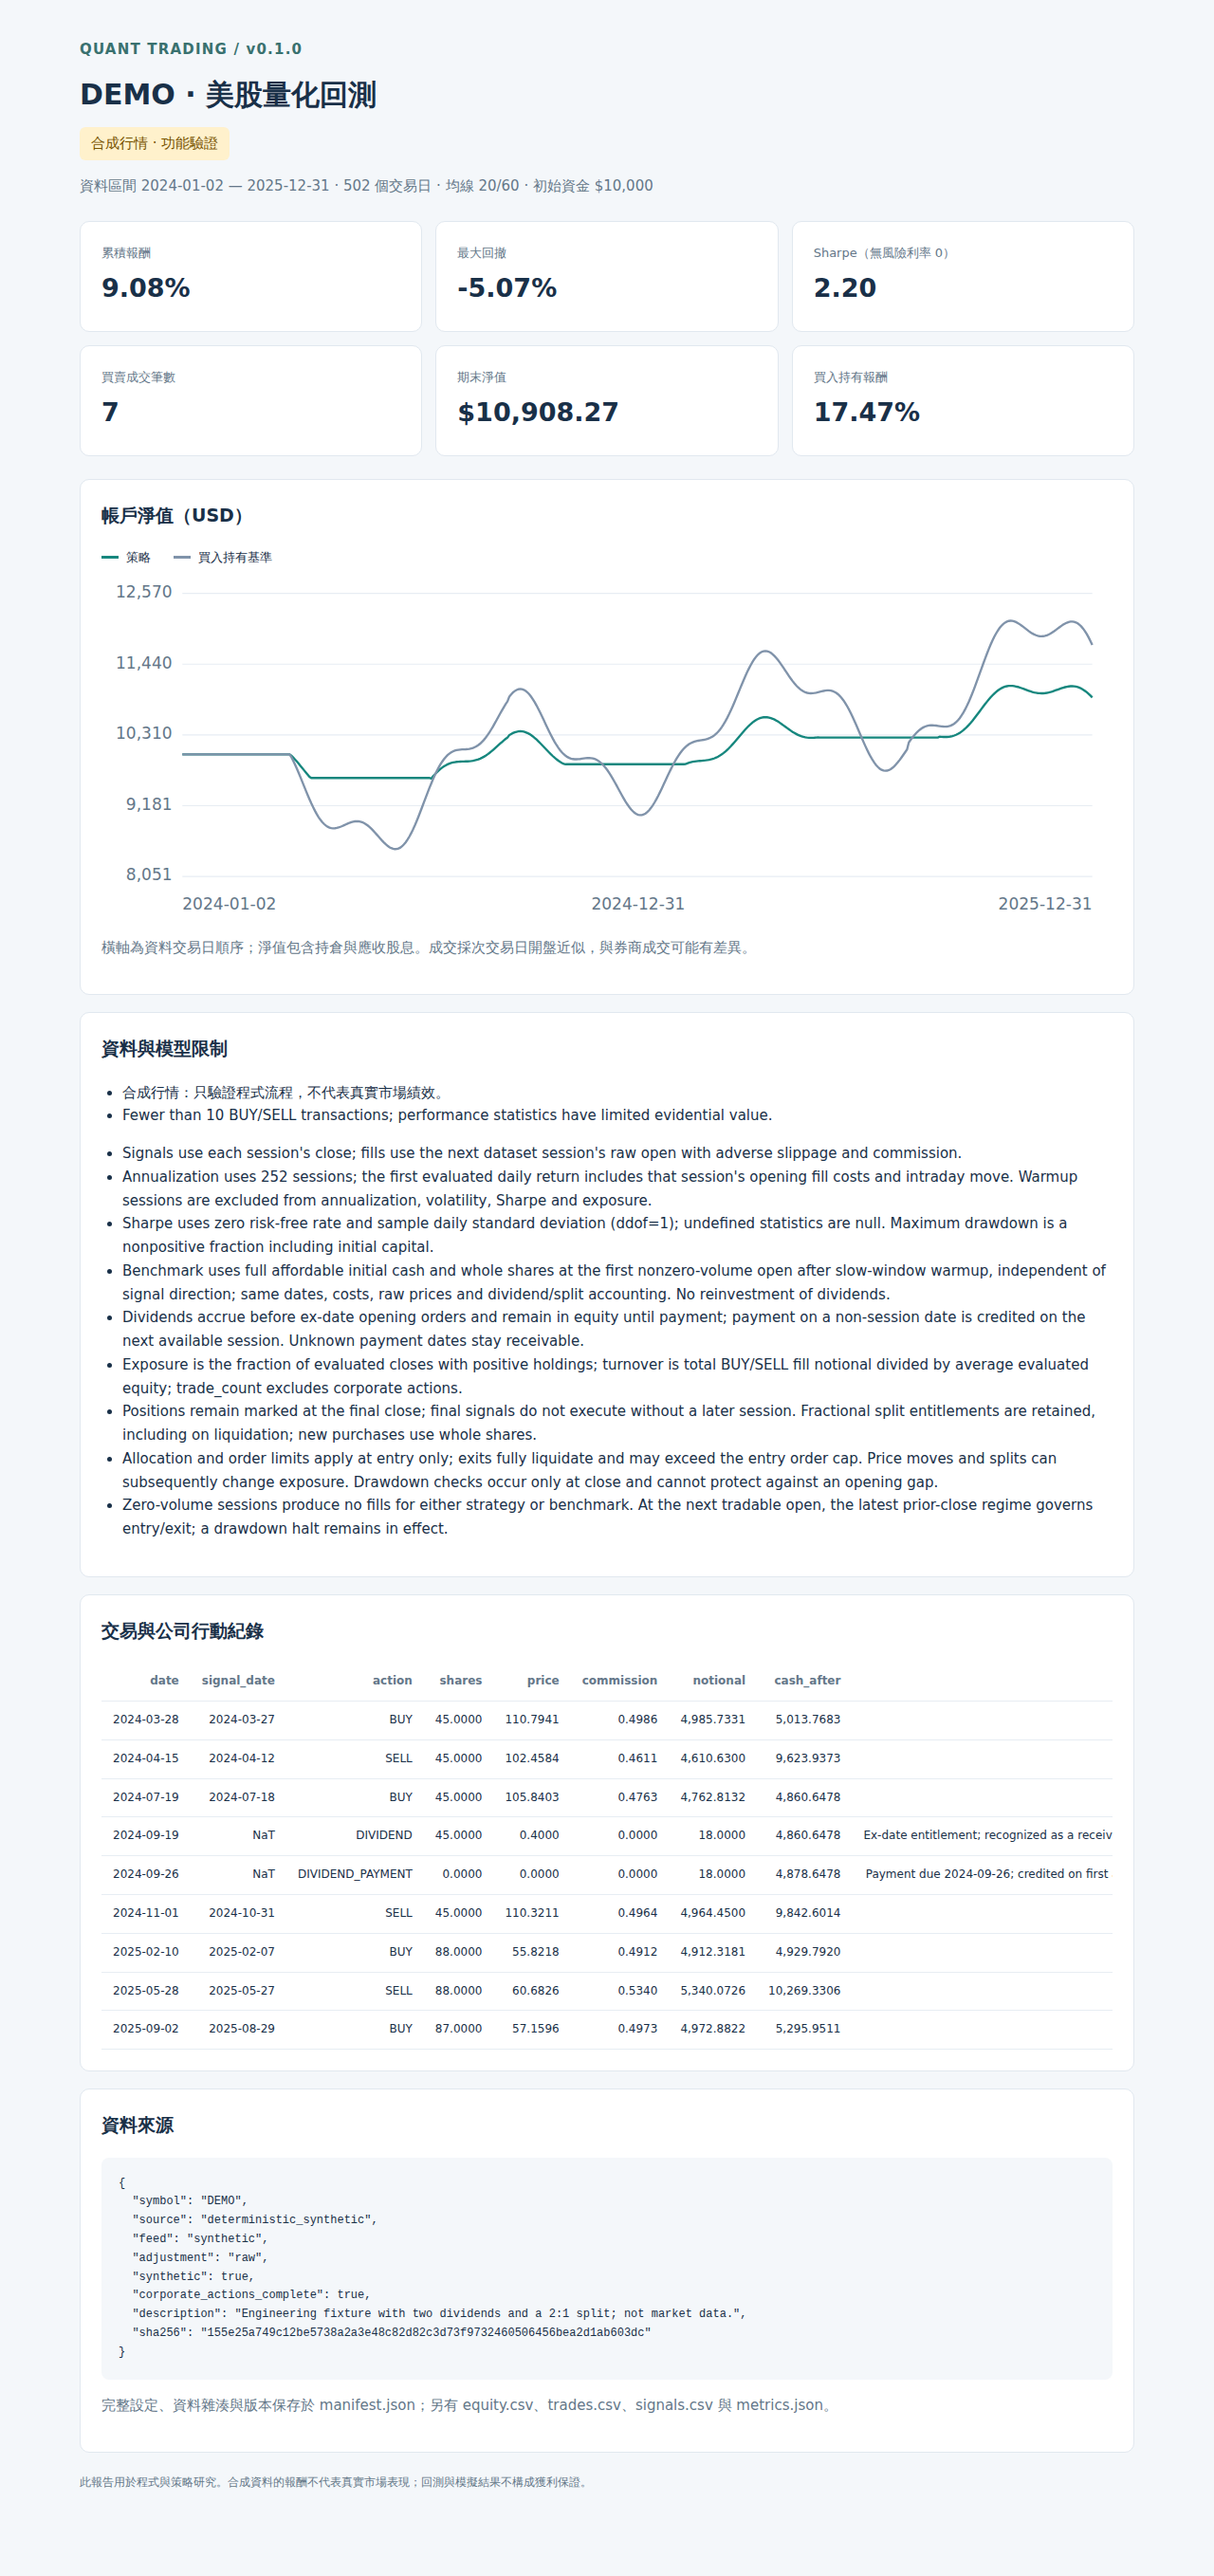 QUANT TRADING / v0.1.0
DEMO · 美股量化回測
合成行情 · 功能驗證
資料區間 2024-01-02 — 2025-12-31 · 502 個交易日 · 均線 20/60 · 初始資金 $10,000
累積報酬
9.08%
最大回撤
-5.07%
Sharpe（無風險利率 0）
2.20
買賣成交筆數
7
期末淨值
$10,908.27
買入持有報酬
17.47%
帳戶淨值（USD）
策略 買入持有基準
12,570
11,440
10,310
9,181
8,051
2024-01-02 2024-12-31 2025-12-31
橫軸為資料交易日順序；淨值包含持倉與應收股息。成交採次交易日開盤近似，與券商成交可能有差異。
資料與模型限制
• 合成行情：只驗證程式流程，不代表真實市場績效。
• Fewer than 10 BUY/SELL transactions; performance statistics have limited evidential value.
• Signals use each session's close; fills use the next dataset session's raw open with adverse slippage and commission.
• Annualization uses 252 sessions; the first evaluated daily return includes that session's opening fill costs and intraday move. Warmup
sessions are excluded from annualization, volatility, Sharpe and exposure.
• Sharpe uses zero risk-free rate and sample daily standard deviation (ddof=1); undefined statistics are null. Maximum drawdown is a
nonpositive fraction including initial capital.
• Benchmark uses full affordable initial cash and whole shares at the first nonzero-volume open after slow-window warmup, independent of
signal direction; same dates, costs, raw prices and dividend/split accounting. No reinvestment of dividends.
• Dividends accrue before ex-date opening orders and remain in equity until payment; payment on a non-session date is credited on the
next available session. Unknown payment dates stay receivable.
• Exposure is the fraction of evaluated closes with positive holdings; turnover is total BUY/SELL fill notional divided by average evaluated
equity; trade_count excludes corporate actions.
• Positions remain marked at the final close; final signals do not execute without a later session. Fractional split entitlements are retained,
including on liquidation; new purchases use whole shares.
• Allocation and order limits apply at entry only; exits fully liquidate and may exceed the entry order cap. Price moves and splits can
subsequently change exposure. Drawdown checks occur only at close and cannot protect against an opening gap.
• Zero-volume sessions produce no fills for either strategy or benchmark. At the next tradable open, the latest prior-close regime governs
entry/exit; a drawdown halt remains in effect.
交易與公司行動紀錄
date signal_date action shares price commission notional cash_after
2024-03-28 2024-03-27 BUY 45.0000 110.7941 0.4986 4,985.7331 5,013.7683
2024-04-15 2024-04-12 SELL 45.0000 102.4584 0.4611 4,610.6300 9,623.9373
2024-07-19 2024-07-18 BUY 45.0000 105.8403 0.4763 4,762.8132 4,860.6478
2024-09-19 NaT DIVIDEND 45.0000 0.4000 0.0000 18.0000 4,860.6478 Ex-date entitlement; recognized as a receiv
2024-09-26 NaT DIVIDEND_PAYMENT 0.0000 0.0000 0.0000 18.0000 4,878.6478 Payment due 2024-09-26; credited on first
2024-11-01 2024-10-31 SELL 45.0000 110.3211 0.4964 4,964.4500 9,842.6014
2025-02-10 2025-02-07 BUY 88.0000 55.8218 0.4912 4,912.3181 4,929.7920
2025-05-28 2025-05-27 SELL 88.0000 60.6826 0.5340 5,340.0726 10,269.3306
2025-09-02 2025-08-29 BUY 87.0000 57.1596 0.4973 4,972.8822 5,295.9511
資料來源
{
"symbol": "DEMO",
"source": "deterministic_synthetic",
"feed": "synthetic",
"adjustment": "raw",
"synthetic": true,
"corporate_actions_complete": true,
"description": "Engineering fixture with two dividends and a 2:1 split; not market data.",
"sha256": "155e25a749c12be5738a2a3e48c82d82c3d73f9732460506456bea2d1ab603dc"
}
完整設定、資料雜湊與版本保存於 manifest.json；另有 equity.csv、trades.csv、signals.csv 與 metrics.json。
此報告用於程式與策略研究。合成資料的報酬不代表真實市場表現；回測與模擬結果不構成獲利保證。